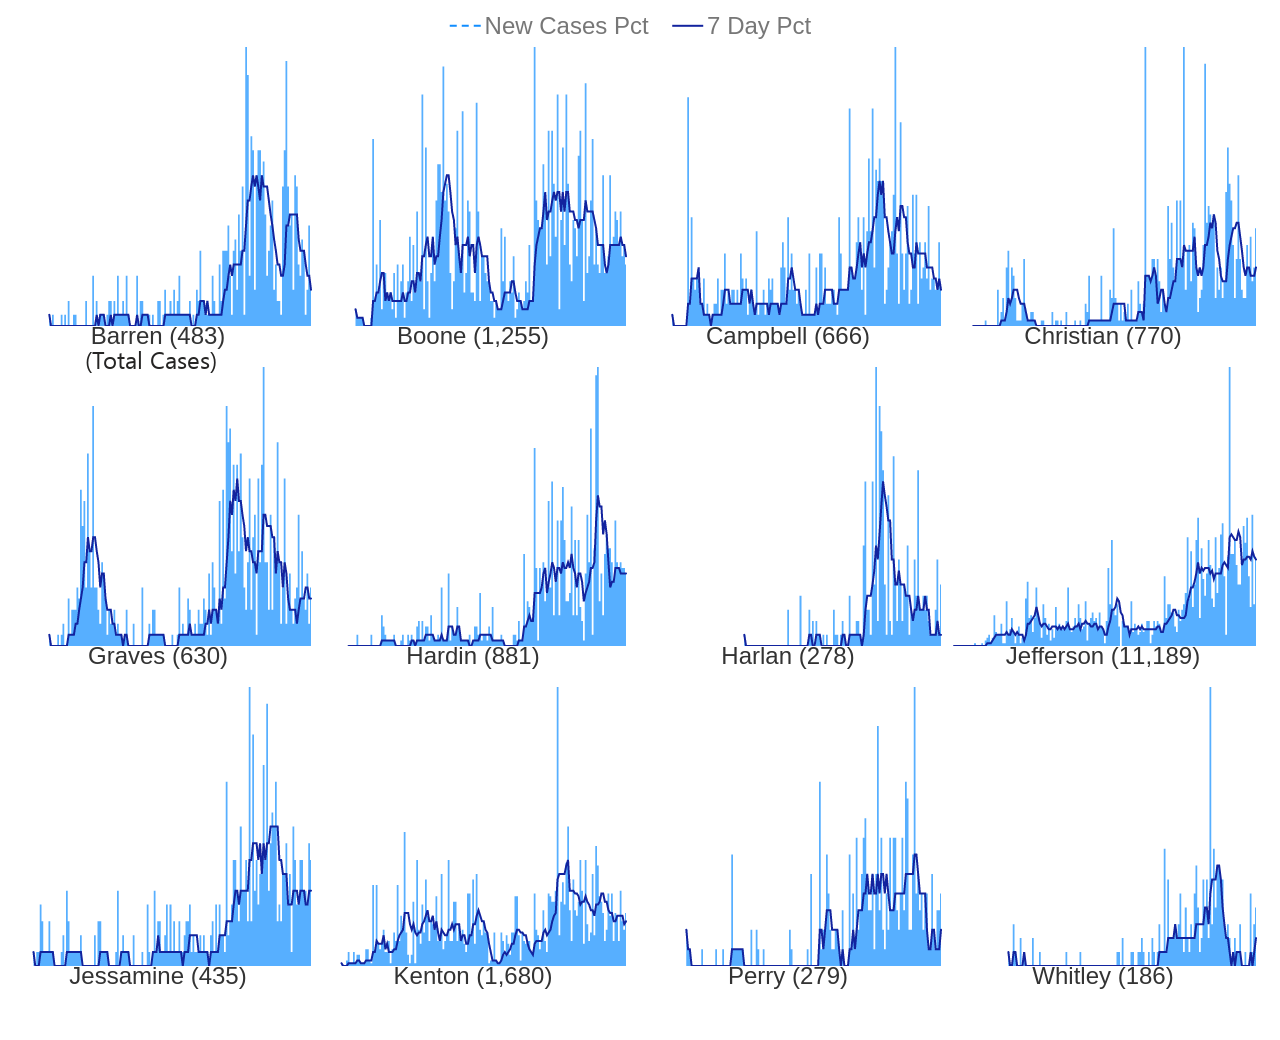 New Cases Pct 7 Day Pct
Barren (483) Boone (1,255) Campbell (666) Christian (770)
(Total Cases)
Graves (630) Hardin (881) Harlan (278) Jefferson (11,189)
Jessamine (435) Kenton (1,680) Perry (279) Whitley (186)